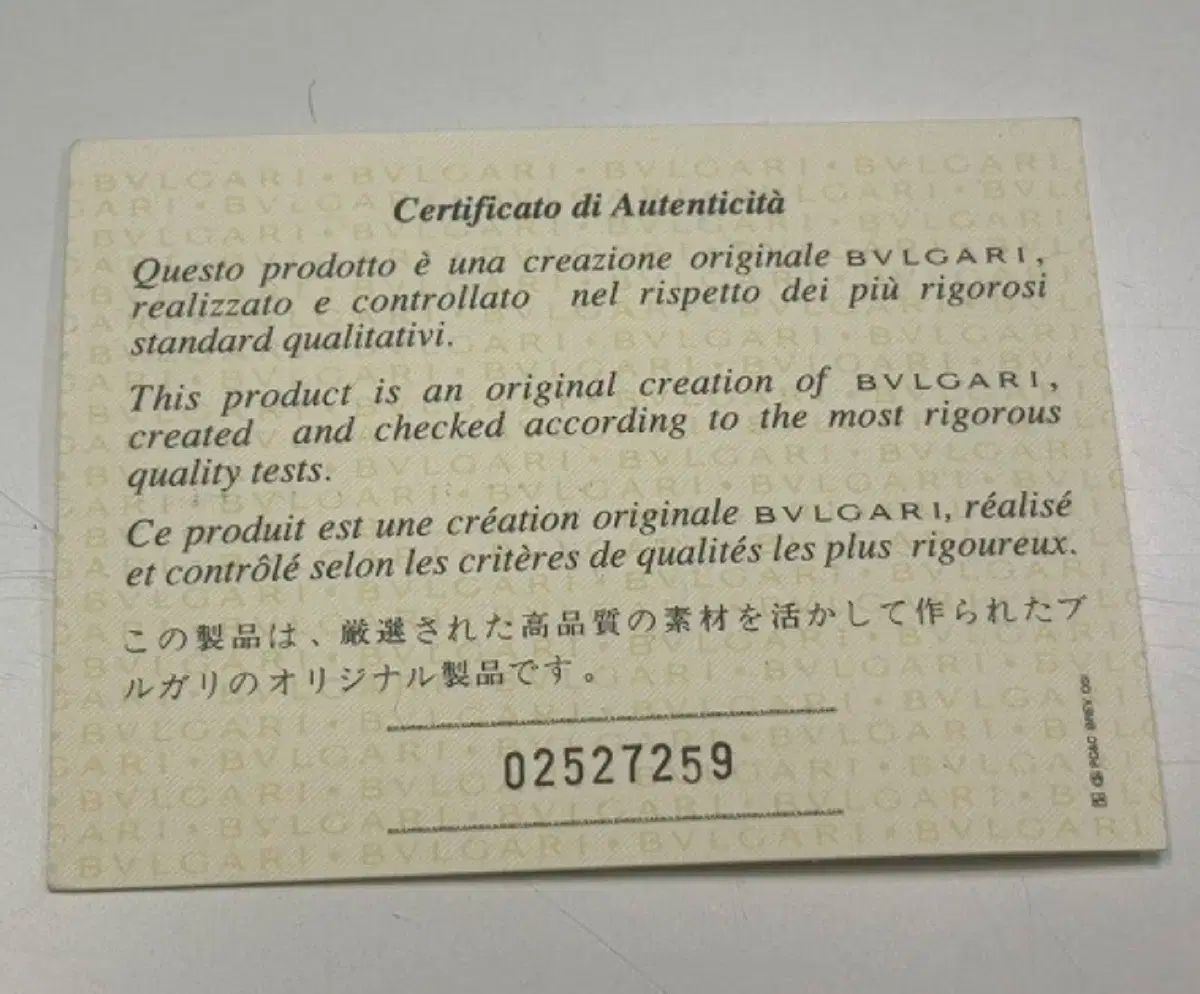 Certificato di Autenticità
Questo prodotto è una creazione originale BVLGARI,
realizzato e controllato nel rispetto dei più rigorosi
standard qualitativi.
This product is an original creation of BVLGARI,
created and checked according to the most rigorous
quality tests.
Ce produit est une création originale BVLGARI, réalisé
et contrôlé selon les critères de qualités les plus rigoureux.
この製品は、厳選された高品質の素材を活かして作られたブ
ルガリのオリジナル製品です。
02527259